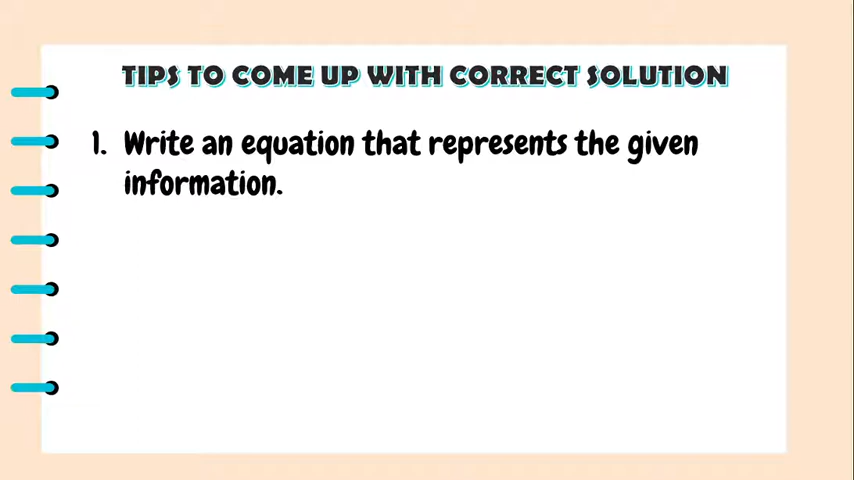 TIPS TO COME UP WITH CORRECT SOLUTION
1. Write an equation that represents the given
information.